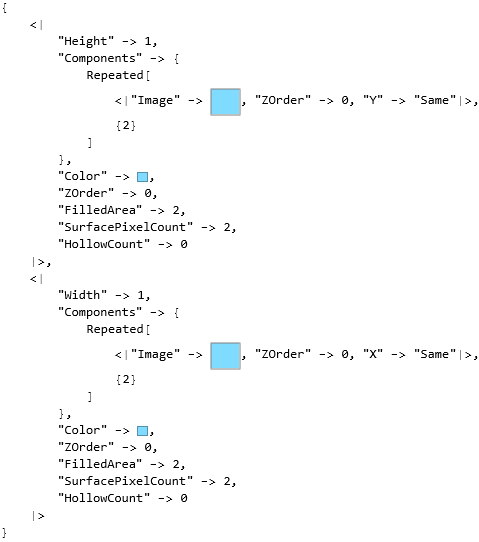 {
<|
"Height" -> 1,
"Components" -> {
Repeated[
<|"Image" -> , "ZOrder" -> 0, "Y" -> "Same"|>,
{2}
]
},
"Color" -> ,
"ZOrder" -> 0,
"FilledArea" -> 2,
"SurfacePixelCount" -> 2,
"HollowCount" -> 0
|>,
<|
"Width" -> 1,
"Components" -> {
Repeated[
<|"Image" -> , "ZOrder" -> 0, "X" -> "Same"|>,
{2}
]
},
"Color" -> ,
"ZOrder" -> 0,
"FilledArea" -> 2,
"SurfacePixelCount" -> 2,
"HollowCount" -> 0
|>
}